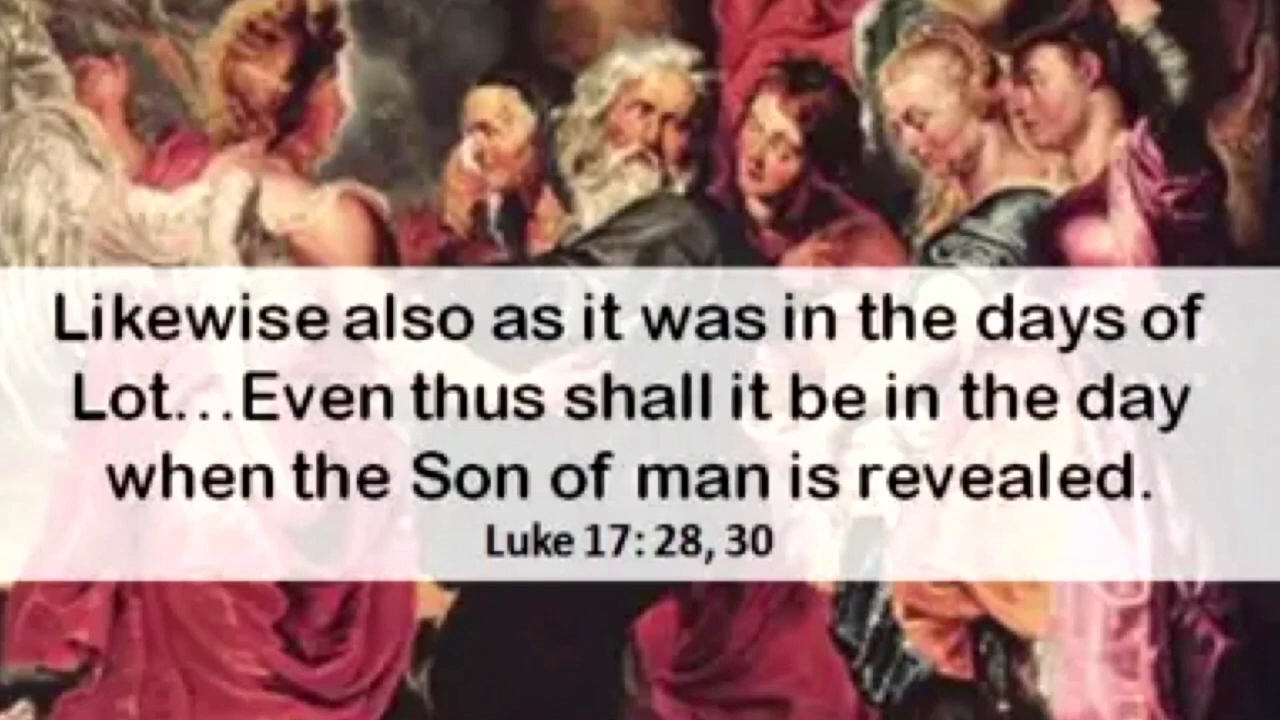 Likewise also as it was in the days of
Lot...Even thus shall it be in the day
when the Son of man is revealed.
Luke 17: 28, 30